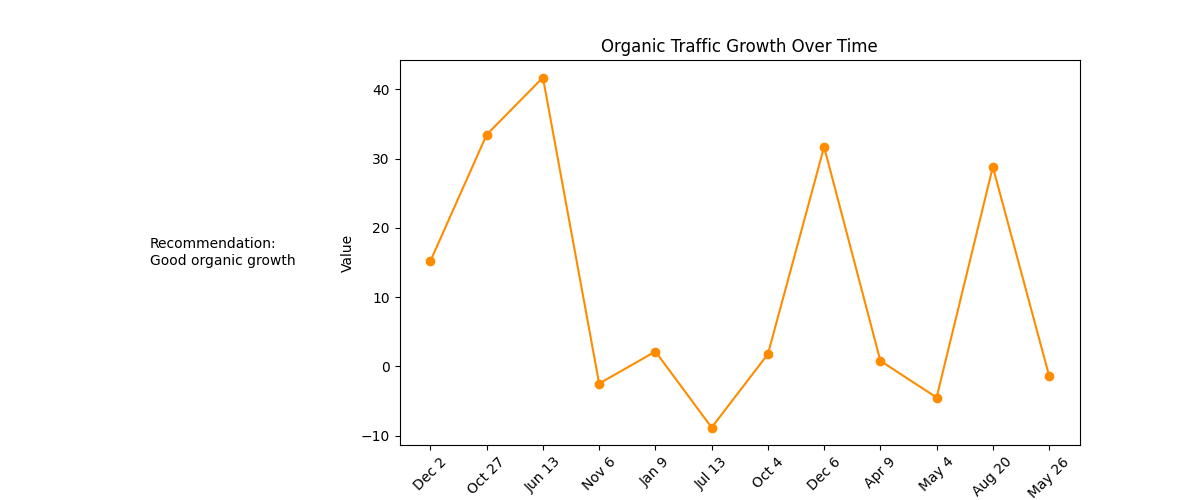 Organic Traffic Growth Over Time
Recommendation:
Good organic growth
Value
40
30
20
10
0
−10
Dec 2
Oct 27
Jun 13
Nov 6
Jan 9
Jul 13
Oct 4
Dec 6
Apr 9
May 4
Aug 20
May 26